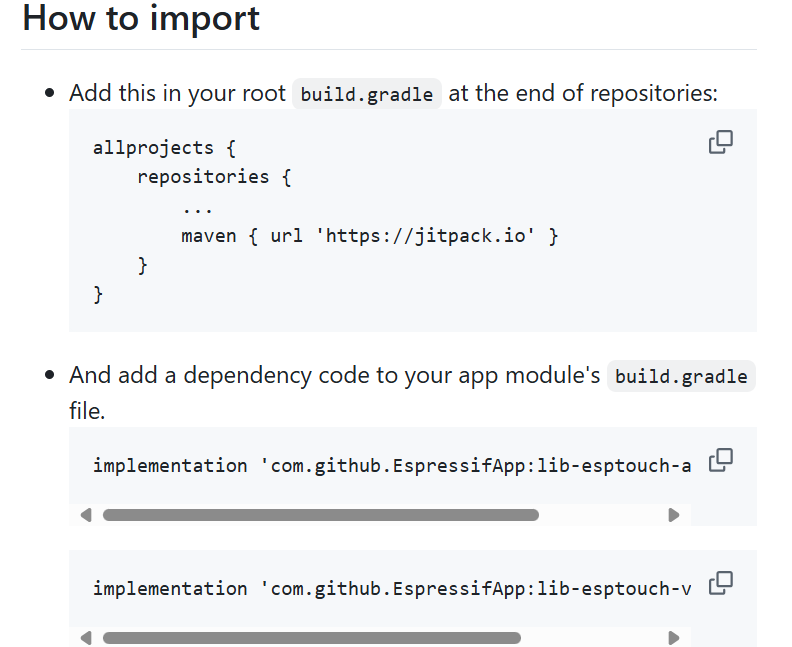 How to import
Add this in your root build.gradle at the end of repositories:
allprojects {
    repositories {
        ...
        maven { url 'https://jitpack.io' }
    }
}
And add a dependency code to your app module's build.gradle
file.
implementation 'com.github.EspressifApp:lib-esptouch-a
implementation 'com.github.EspressifApp:lib-esptouch-v